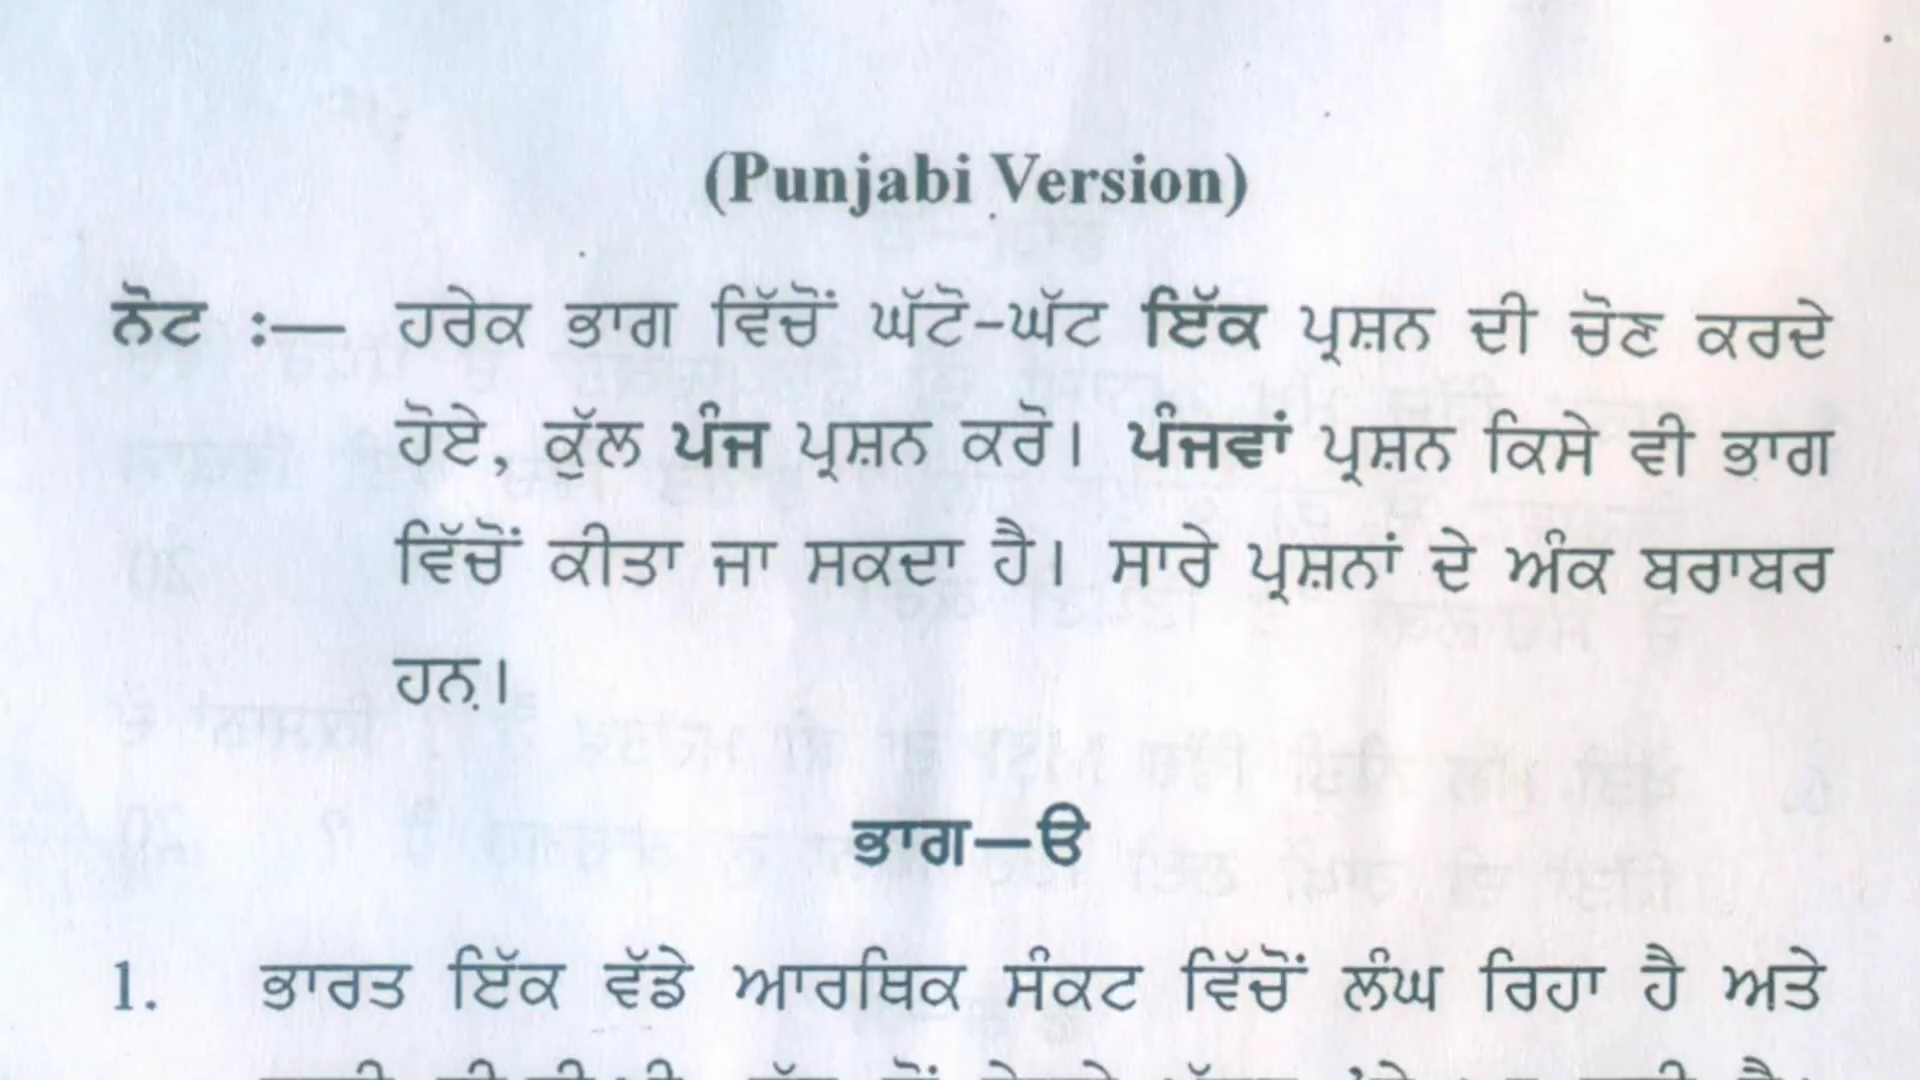 (Punjabi Version)
ਨੋਟ :— ਹਰੇਕ ਭਾਗ ਵਿੱਚੋਂ ਘੱਟੋ-ਘੱਟ ਇੱਕ ਪ੍ਰਸ਼ਨ ਦੀ ਚੋਣ ਕਰਦੇ
ਹੋਏ, ਕੁੱਲ ਪੰਜ ਪ੍ਰਸ਼ਨ ਕਰੋ। ਪੰਜਵਾਂ ਪ੍ਰਸ਼ਨ ਕਿਸੇ ਵੀ ਭਾਗ
ਵਿੱਚੋਂ ਕੀਤਾ ਜਾ ਸਕਦਾ ਹੈ। ਸਾਰੇ ਪ੍ਰਸ਼ਨਾਂ ਦੇ ਅੰਕ ਬਰਾਬਰ
ਹਨ।
ਭਾਗ—ੳ
1. ਭਾਰਤ ਇੱਕ ਵੱਡੇ ਆਰਥਿਕ ਸੰਕਟ ਵਿੱਚੋਂ ਲੰਘ ਰਿਹਾ ਹੈ ਅਤੇ